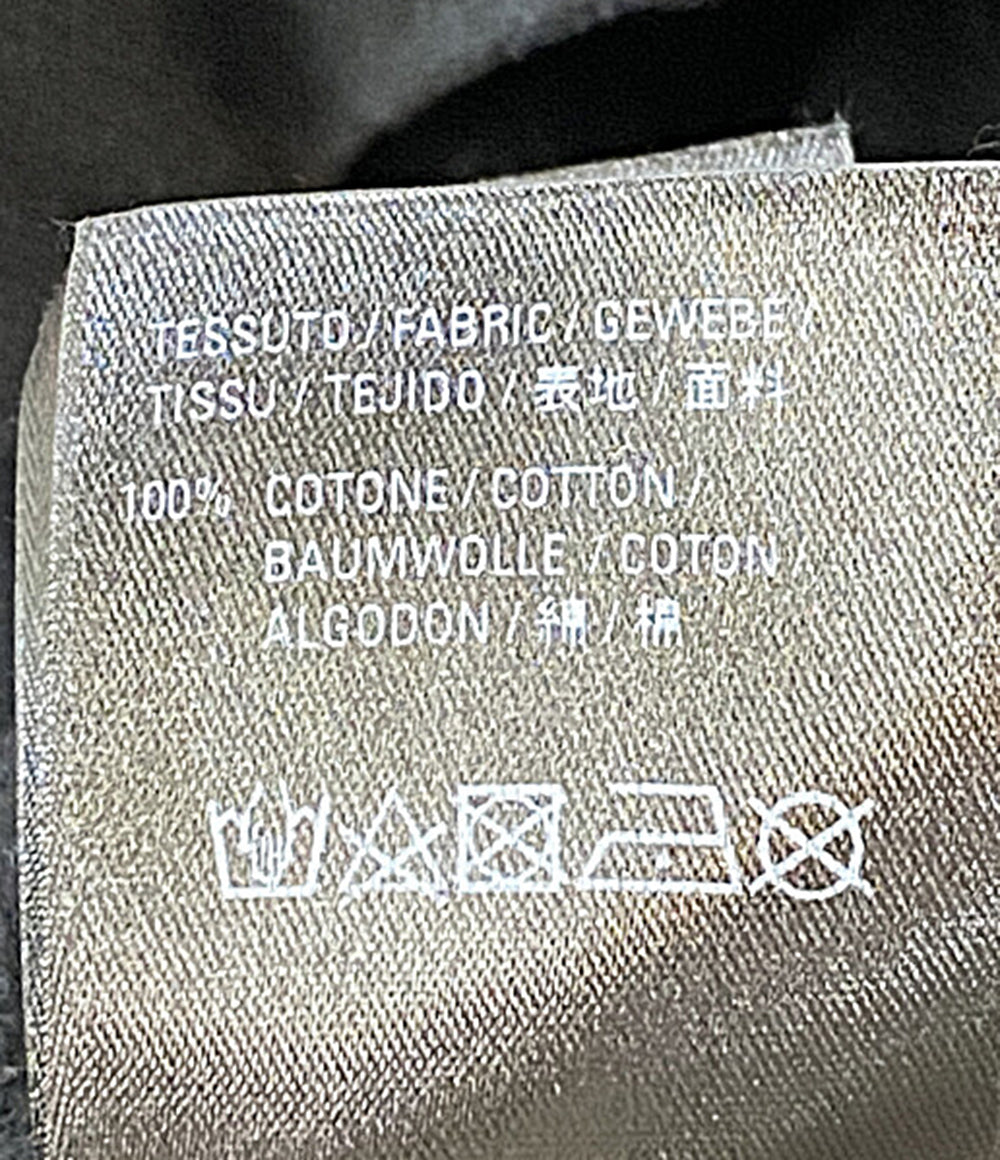 TESSUTO / FABRIC / GEWEBE /
TISSU / TEJIDO / 表地 / 面料
100% COTONE / COTTON /
BAUMWOLLE / COTON /
ALGODON / 綿 / 棉